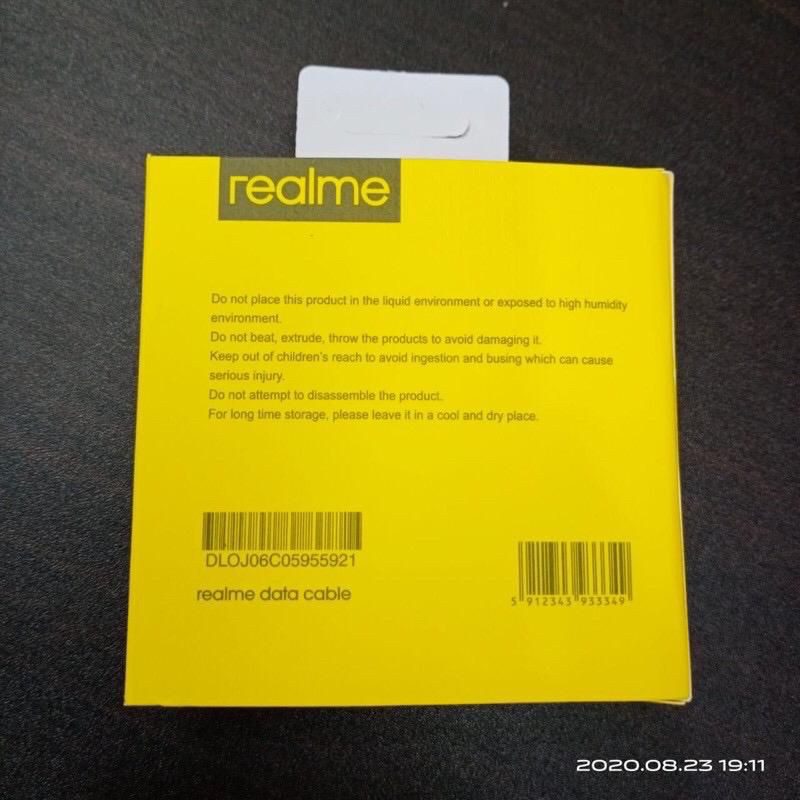 realme
Do not place this product in the liquid environment or exposed to high humidity
environment.
Do not beat, extrude, throw the products to avoid damaging it.
Keep out of children's reach to avoid ingestion and busing which can cause
serious injury.
Do not attempt to disassemble the product.
For long time storage, please leave it in a cool and dry place.
DLOJ06C05955921
realme data cable
5 912343 933349
2020.08.23 19:11